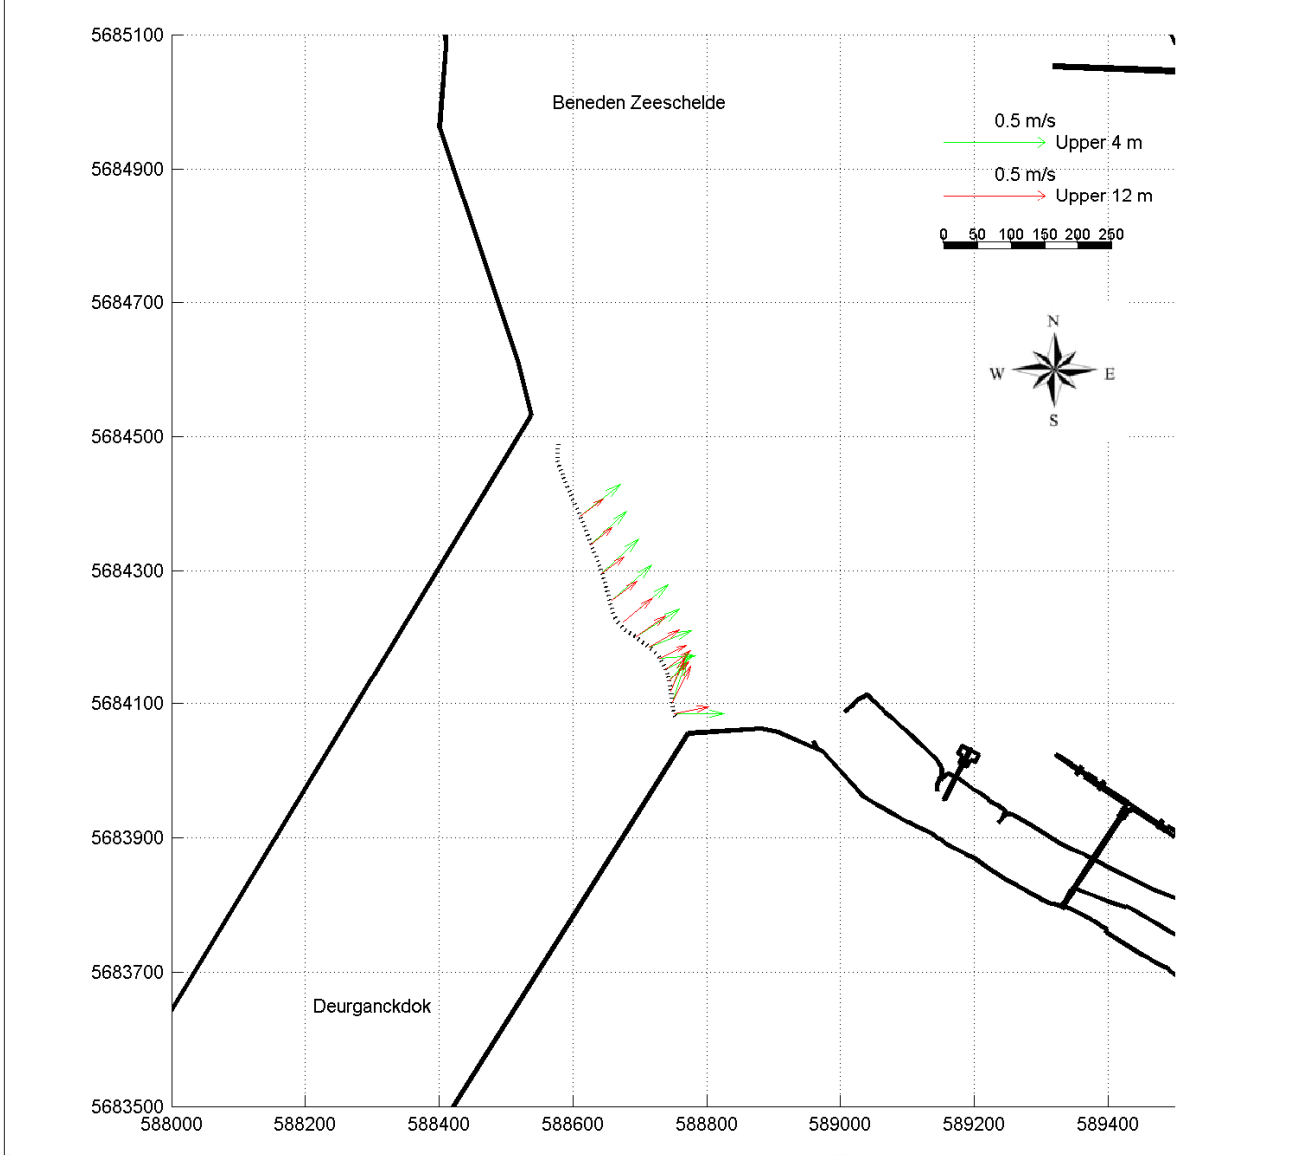 5685100
Beneden Zeeschelde
0.5 m/s
Upper 4 m
5684900
0.5 m/s
Upper 12 m
0 50 100 150 200 250
5684700
N
W E
S
5684500
5684300
5684100
5683900
5683700
Deurganckdok
5683500
588000 588200 588400 588600 588800 589000 589200 589400